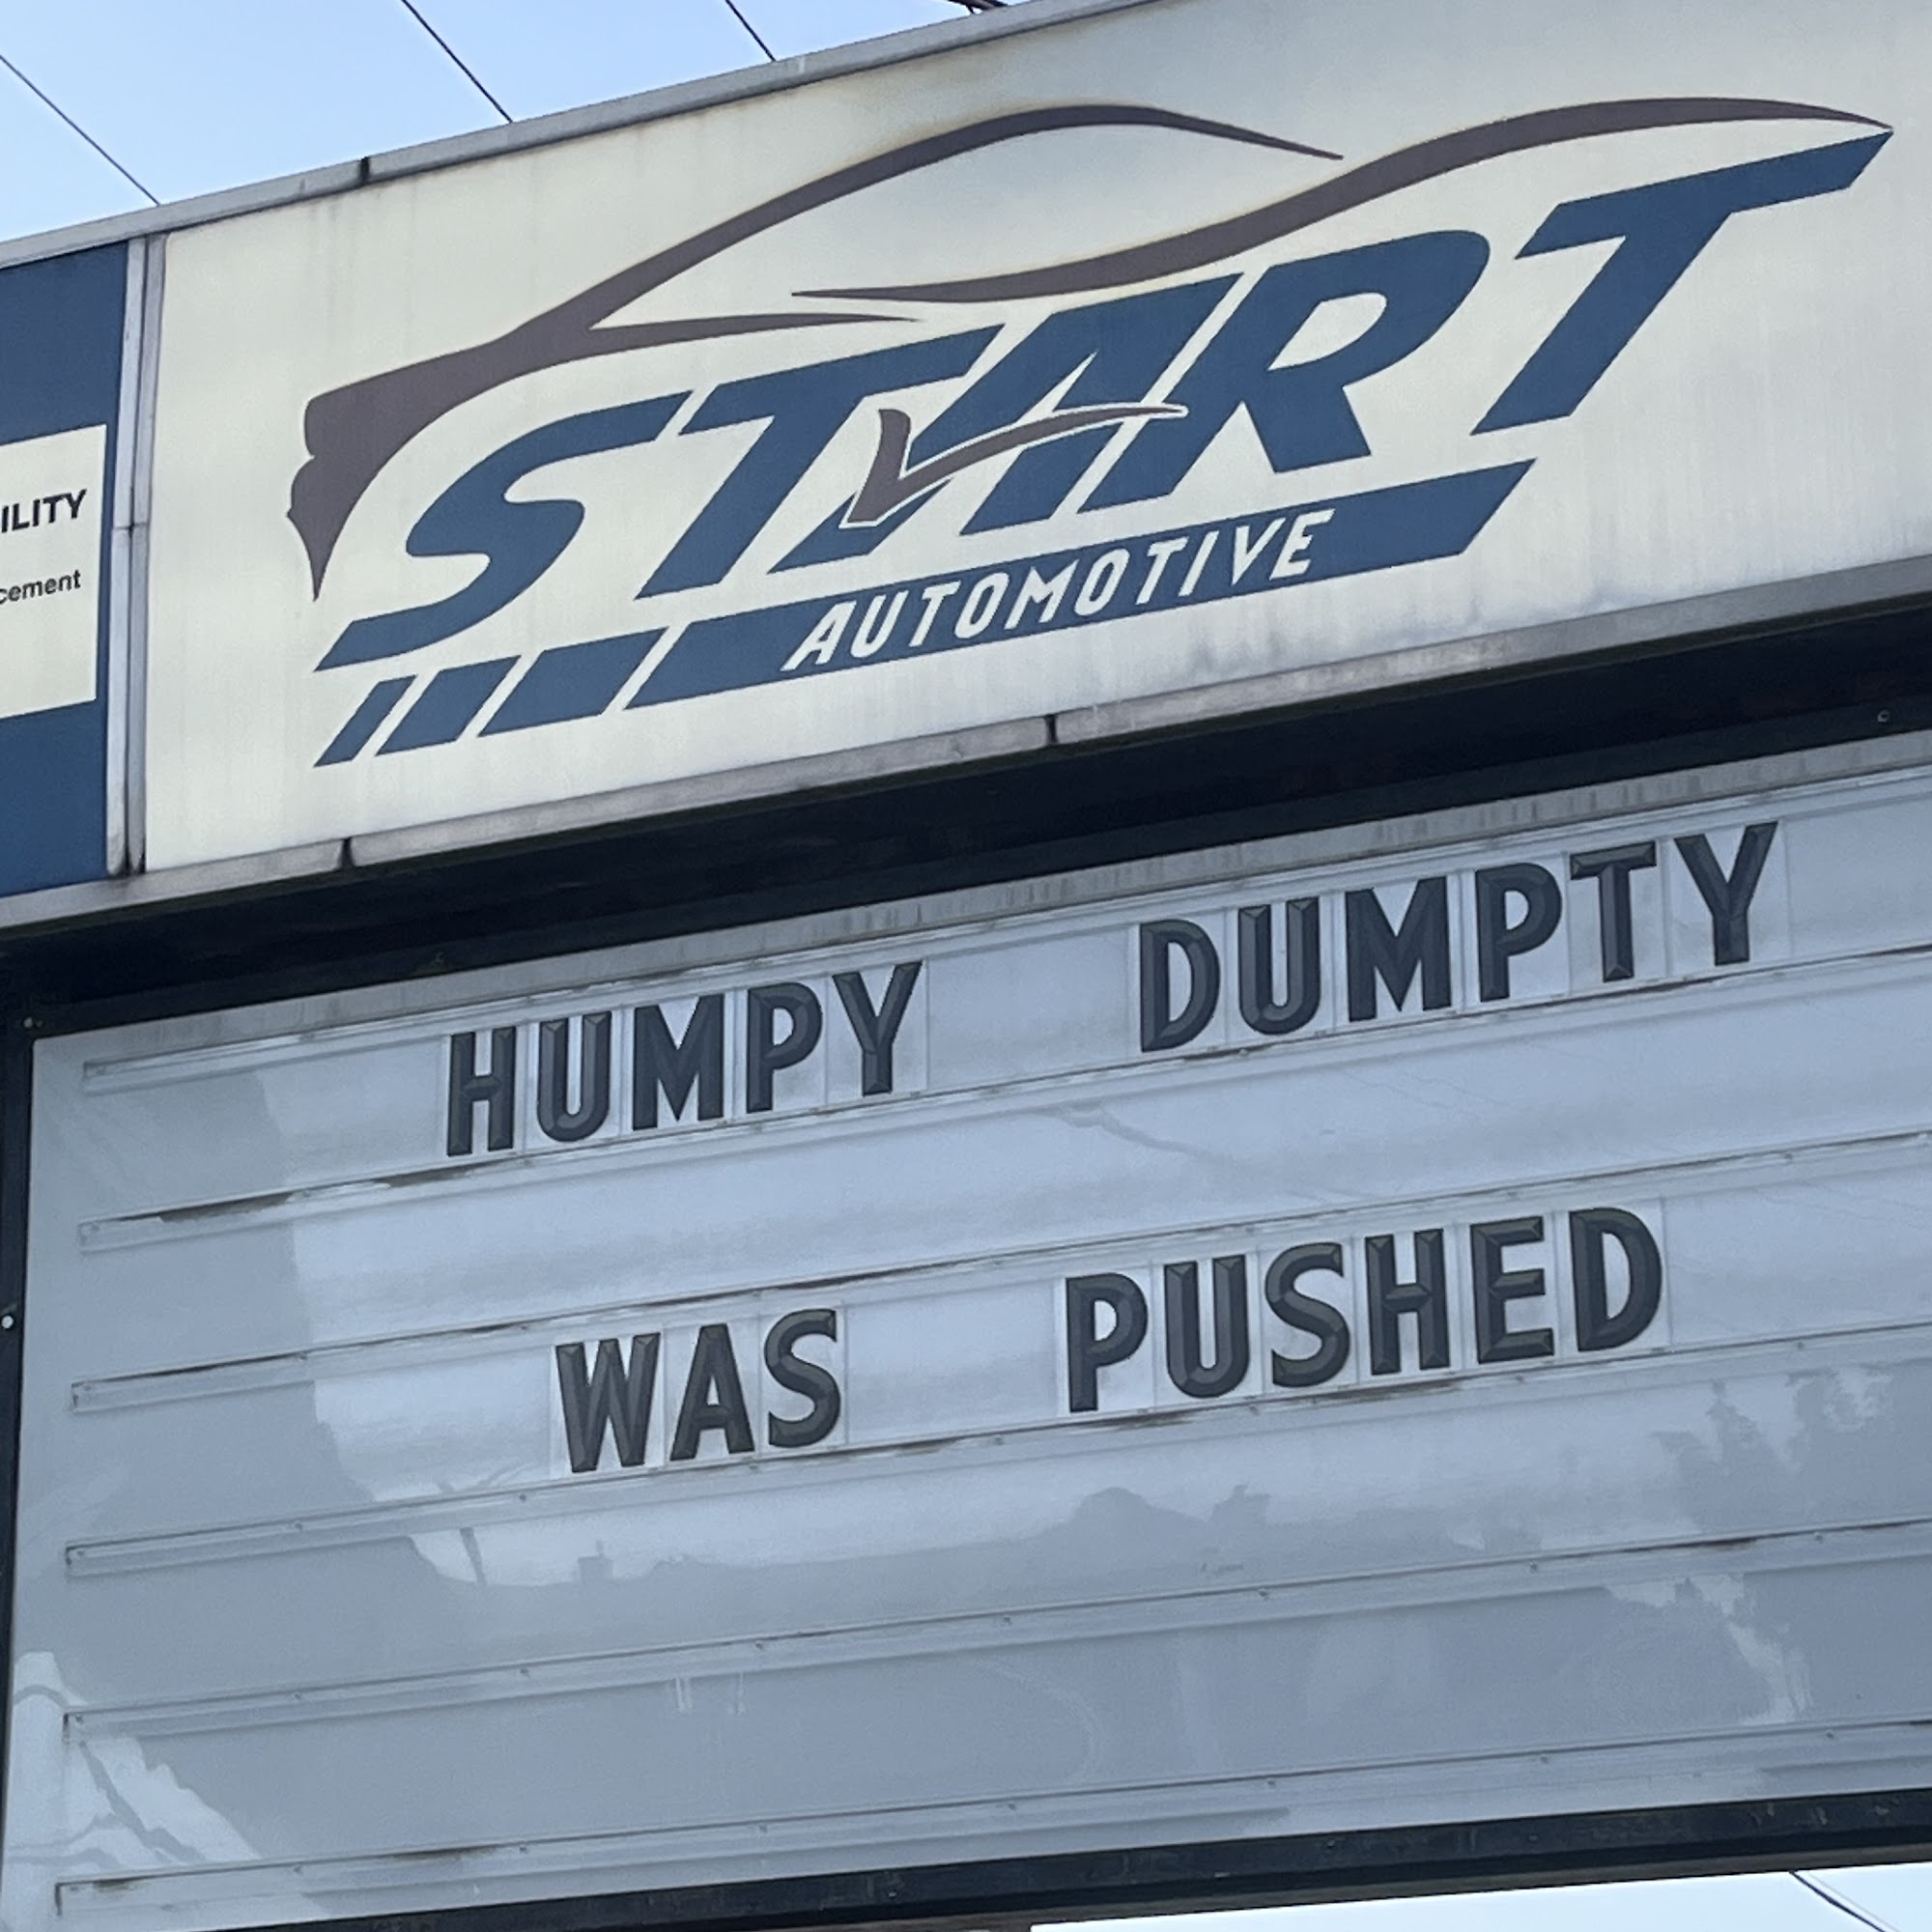 ILITY
cement
START
AUTOMOTIVE
HUMPY DUMPTY
WAS PUSHED